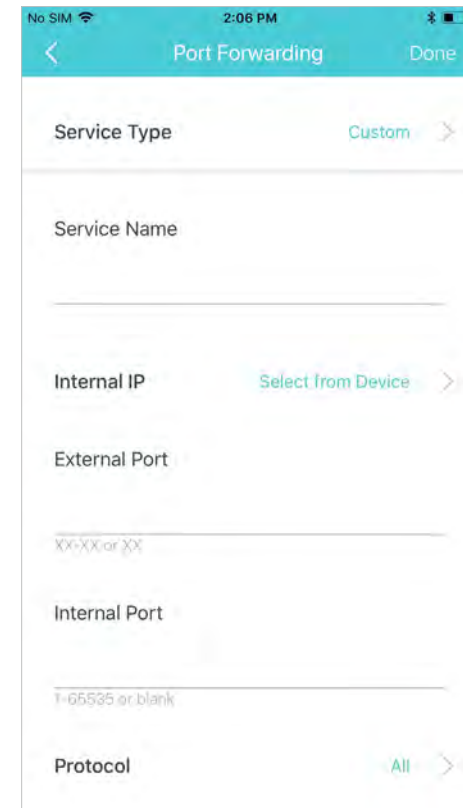 No SIM 2:06 PM
Port Forwarding Done
Service Type Custom
Service Name
Internal IP Select from Device
External Port
XX-XX or XX
Internal Port
1-65535 or blank
Protocol All